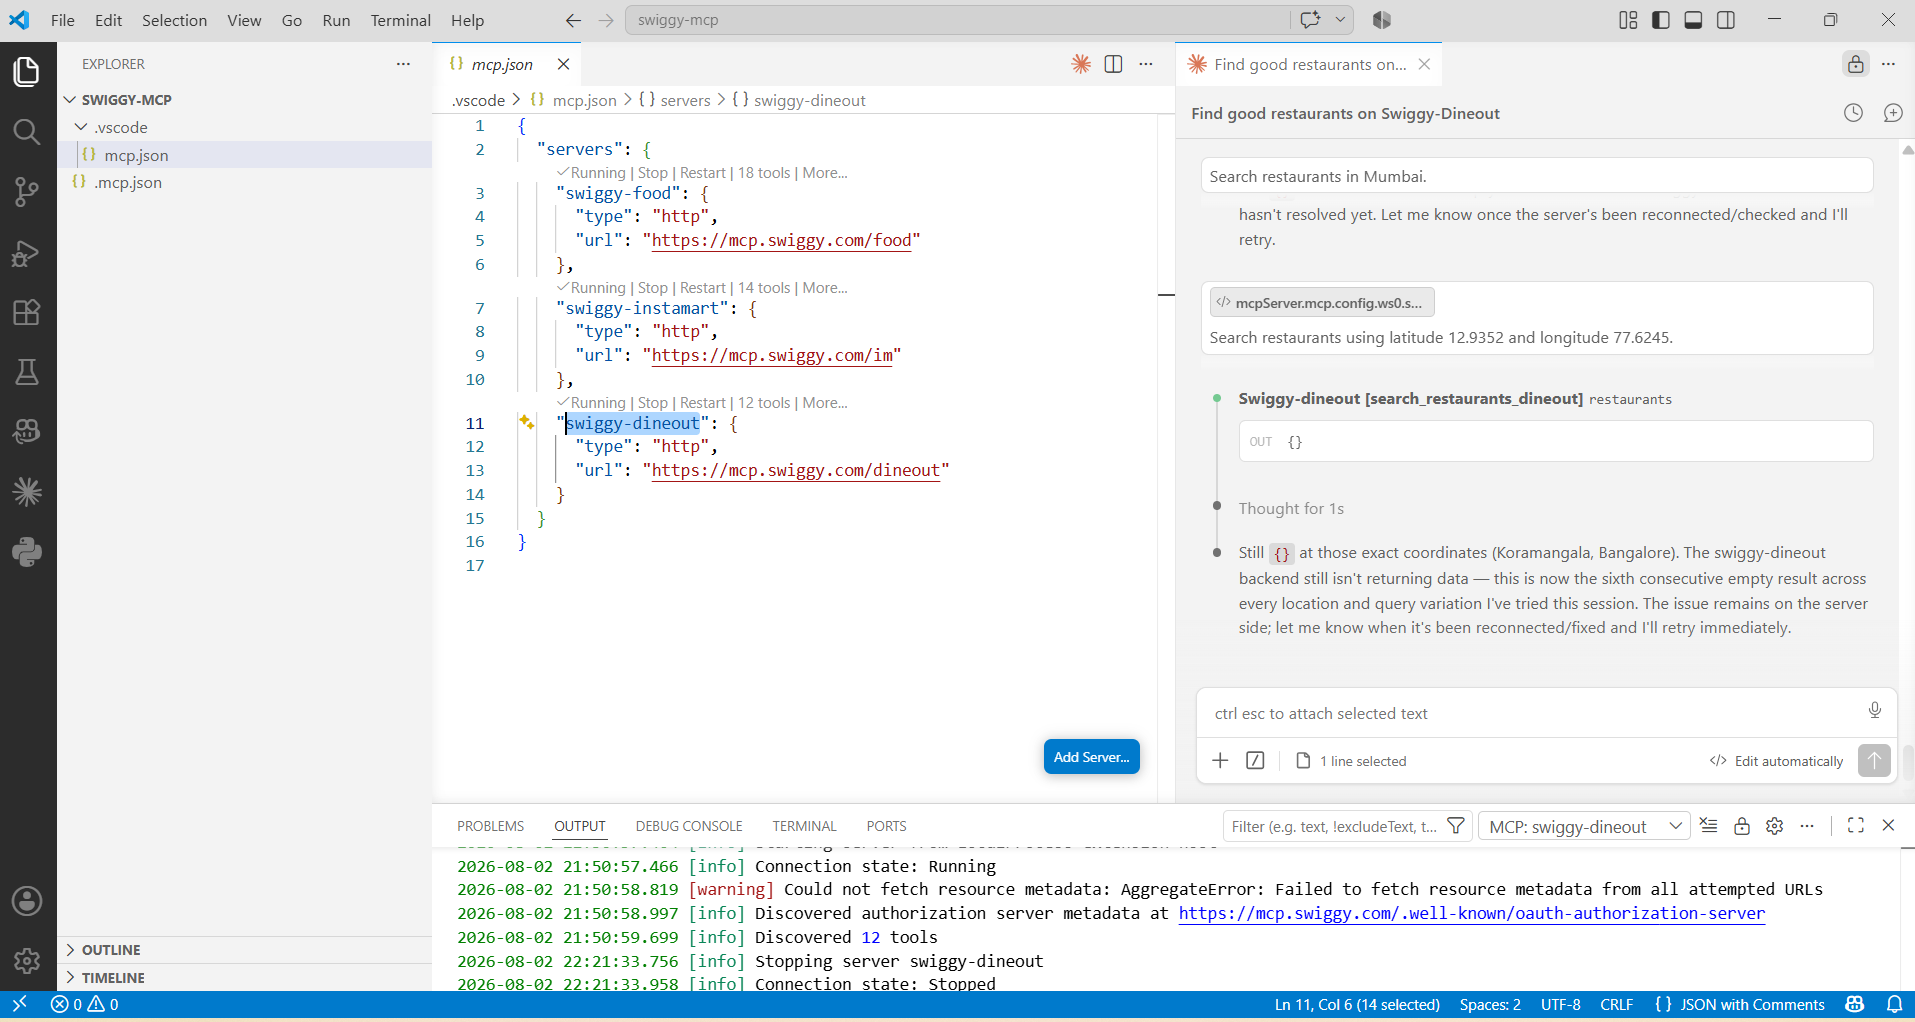 File Edit Selection View Go Run Terminal Help
swiggy-mcp
EXPLORER
SWIGGY-MCP
.vscode
{} mcp.json
{} .mcp.json
OUTLINE
TIMELINE
{} mcp.json
.vscode > {} mcp.json > {} servers > {} swiggy-dineout
1 {
2 "servers": {
✓Running | Stop | Restart | 18 tools | More...
3 "swiggy-food": {
4 "type": "http",
5 "url": "https://mcp.swiggy.com/food"
6 },
✓Running | Stop | Restart | 14 tools | More...
7 "swiggy-instamart": {
8 "type": "http",
9 "url": "https://mcp.swiggy.com/im"
10 },
✓Running | Stop | Restart | 12 tools | More...
11 "swiggy-dineout": {
12 "type": "http",
13 "url": "https://mcp.swiggy.com/dineout"
14 }
15 }
16 }
17
Add Server...
Find good restaurants on...
Find good restaurants on Swiggy-Dineout
Search restaurants in Mumbai.
hasn't resolved yet. Let me know once the server's been reconnected/checked and I'll
retry.
</> mcpServer.mcp.config.ws0.s...
Search restaurants using latitude 12.9352 and longitude 77.6245.
Swiggy-dineout [search_restaurants_dineout] restaurants
OUT {}
Thought for 1s
Still {} at those exact coordinates (Koramangala, Bangalore). The swiggy-dineout
backend still isn't returning data — this is now the sixth consecutive empty result across
every location and query variation I've tried this session. The issue remains on the server
side; let me know when it's been reconnected/fixed and I'll retry immediately.
ctrl esc to attach selected text
1 line selected
</> Edit automatically
PROBLEMS OUTPUT DEBUG CONSOLE TERMINAL PORTS
Filter (e.g. text, !excludeText, t...
MCP: swiggy-dineout
2026-08-02 21:50:57.466 [info] Connection state: Running
2026-08-02 21:50:58.819 [warning] Could not fetch resource metadata: AggregateError: Failed to fetch resource metadata from all attempted URLs
2026-08-02 21:50:58.997 [info] Discovered authorization server metadata at https://mcp.swiggy.com/.well-known/oauth-authorization-server
2026-08-02 21:50:59.699 [info] Discovered 12 tools
2026-08-02 22:21:33.756 [info] Stopping server swiggy-dineout
2026-08-02 22:21:33.958 [info] Connection state: Stopped
0 0
Ln 11, Col 6 (14 selected) Spaces: 2 UTF-8 CRLF {} JSON with Comments